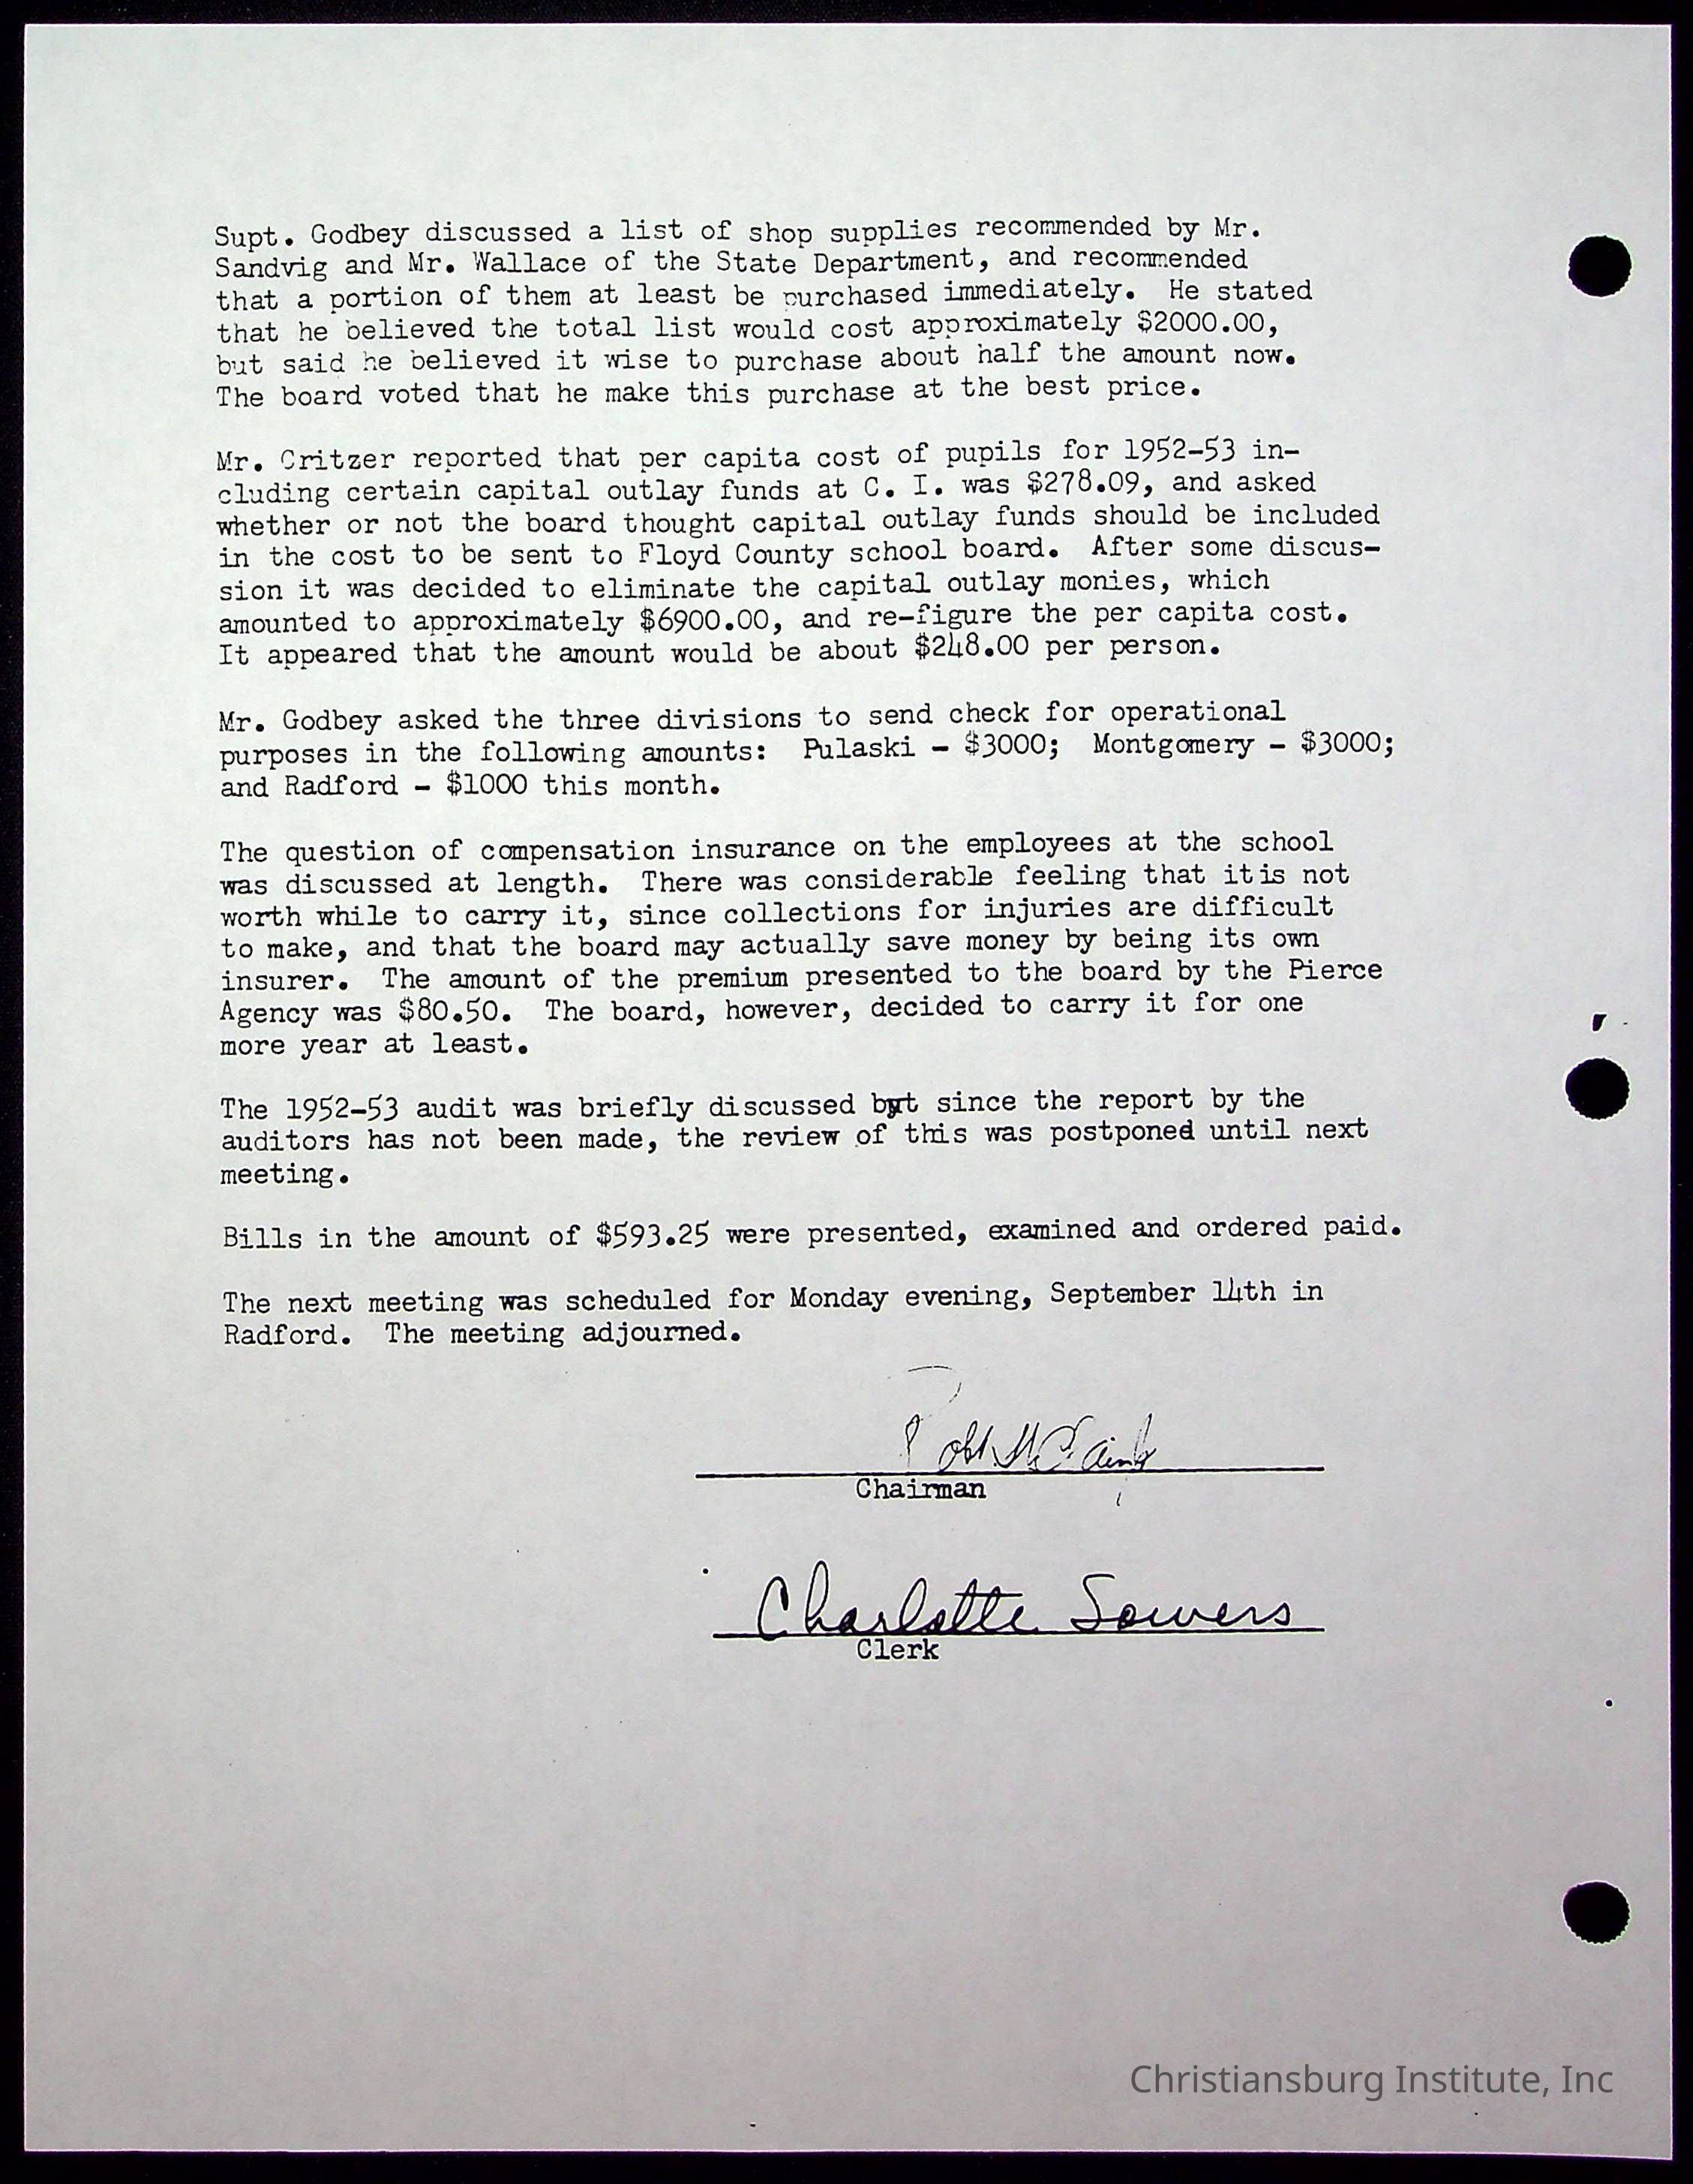 Supt. Godbey discussed a list of shop supplies recommended by Mr.
Sandvig and Mr. Wallace of the State Department, and recommended
that a portion of them at least be purchased immediately. He stated
that he believed the total list would cost approximately $2000.00,
but said he believed it wise to purchase about half the amount now.
The board voted that he make this purchase at the best price.
Mr. Critzer reported that per capita cost of pupils for 1952-53 in-
cluding certain capital outlay funds at C. I. was $278.09, and asked
whether or not the board thought capital outlay funds should be included
in the cost to be sent to Floyd County school board. After some discus-
sion it was decided to eliminate the capital outlay monies, which
amounted to approximately $6900.00, and re-figure the per capita cost.
It appeared that the amount would be about $248.00 per person.
Mr. Godbey asked the three divisions to send check for operational
purposes in the following amounts: Pulaski - $3000; Montgomery - $3000;
and Radford - $1000 this month.
The question of compensation insurance on the employees at the school
was discussed at length. There was considerable feeling that it is not
worth while to carry it, since collections for injuries are difficult
to make, and that the board may actually save money by being its own
insurer. The amount of the premium presented to the board by the Pierce
Agency was $80.50. The board, however, decided to carry it for one
more year at least.
The 1952-53 audit was briefly discussed but since the report by the
auditors has not been made, the review of this was postponed until next
meeting.
Bills in the amount of $593.25 were presented, examined and ordered paid.
The next meeting was scheduled for Monday evening, September 14th in
Radford. The meeting adjourned.
Chairman
Charlotte Sowers
Clerk
Christiansburg Institute, Inc